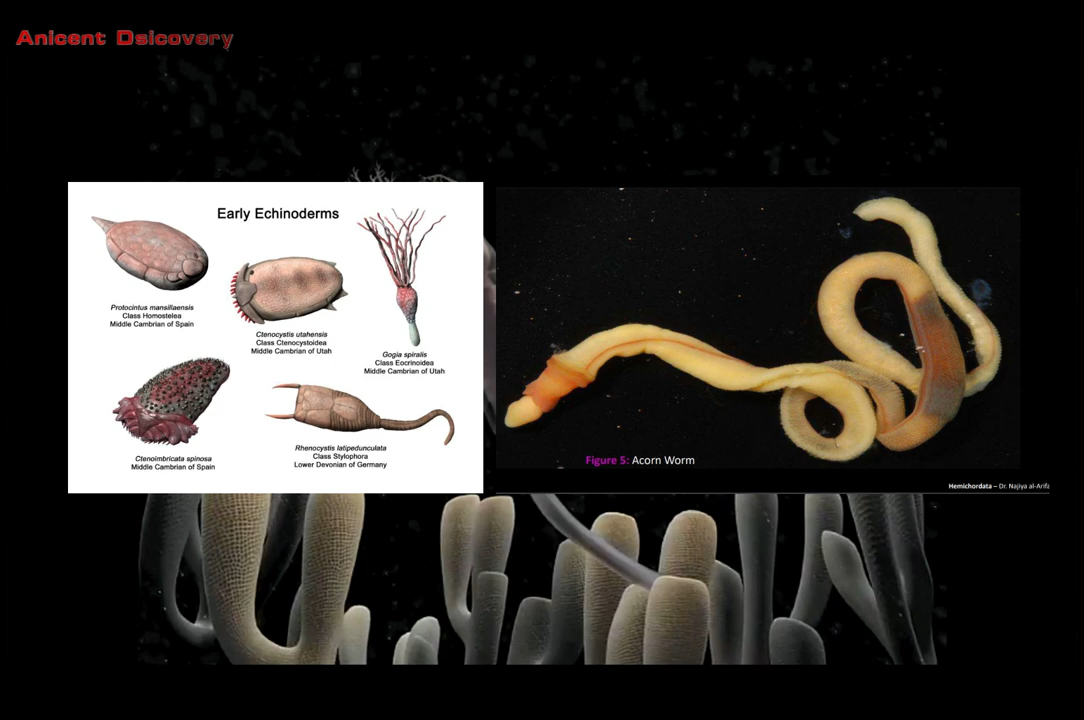 Anicent Dsicovery
Early Echinoderms
Protocintus mansillaensis
Class Homostelea
Middle Cambrian of Spain
Ctenocystis utahensis
Class Ctenocystoidea
Middle Cambrian of Utah
Gogia spiralis
Class Eocrinoidea
Middle Cambrian of Utah
Ctenoimbricata spinosa
Middle Cambrian of Spain
Rhenocystis latipedunculata
Class Stylophora
Lower Devonian of Germany
Figure 5: Acorn Worm
Hemichordata – Dr. Najiya al-Arifa